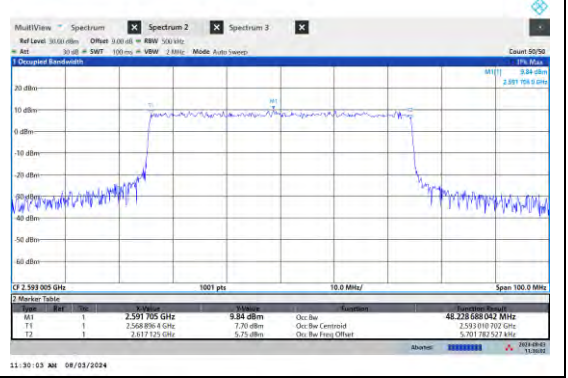 MultiView Spectrum Spectrum 2 Spectrum 3
Ref Level 30.00 dBm Offset 9.00 dB RBW 500 kHz
Att 30 dB SWT 100 ms VBW 2 MHz Mode Auto Sweep Count 50/50
1 Occupied Bandwidth 1Pk Max
M1[1] 9.84 dBm
2.591 705 0 GHz
20 dBm
M1
T1
10 dBm
0 dBm
-10 dBm
-20 dBm
-30 dBm
-40 dBm
-50 dBm
-60 dBm
CF 2.593 005 GHz 1001 pts 10.0 MHz/ Span 100.0 MHz
2 Marker Table
Type Ref Trc X-Value Y-Value Function Function Result
M1 1 2.591 705 GHz 9.84 dBm Occ Bw 48.228 688 042 MHz
T1 1 2.568 896 4 GHz 7.70 dBm Occ Bw Centroid 2.593 010 702 GHz
T2 1 2.617 125 GHz 5.75 dBm Occ Bw Freq Offset 5.701 782 527 kHz
11:30:03 AM 08/03/2024